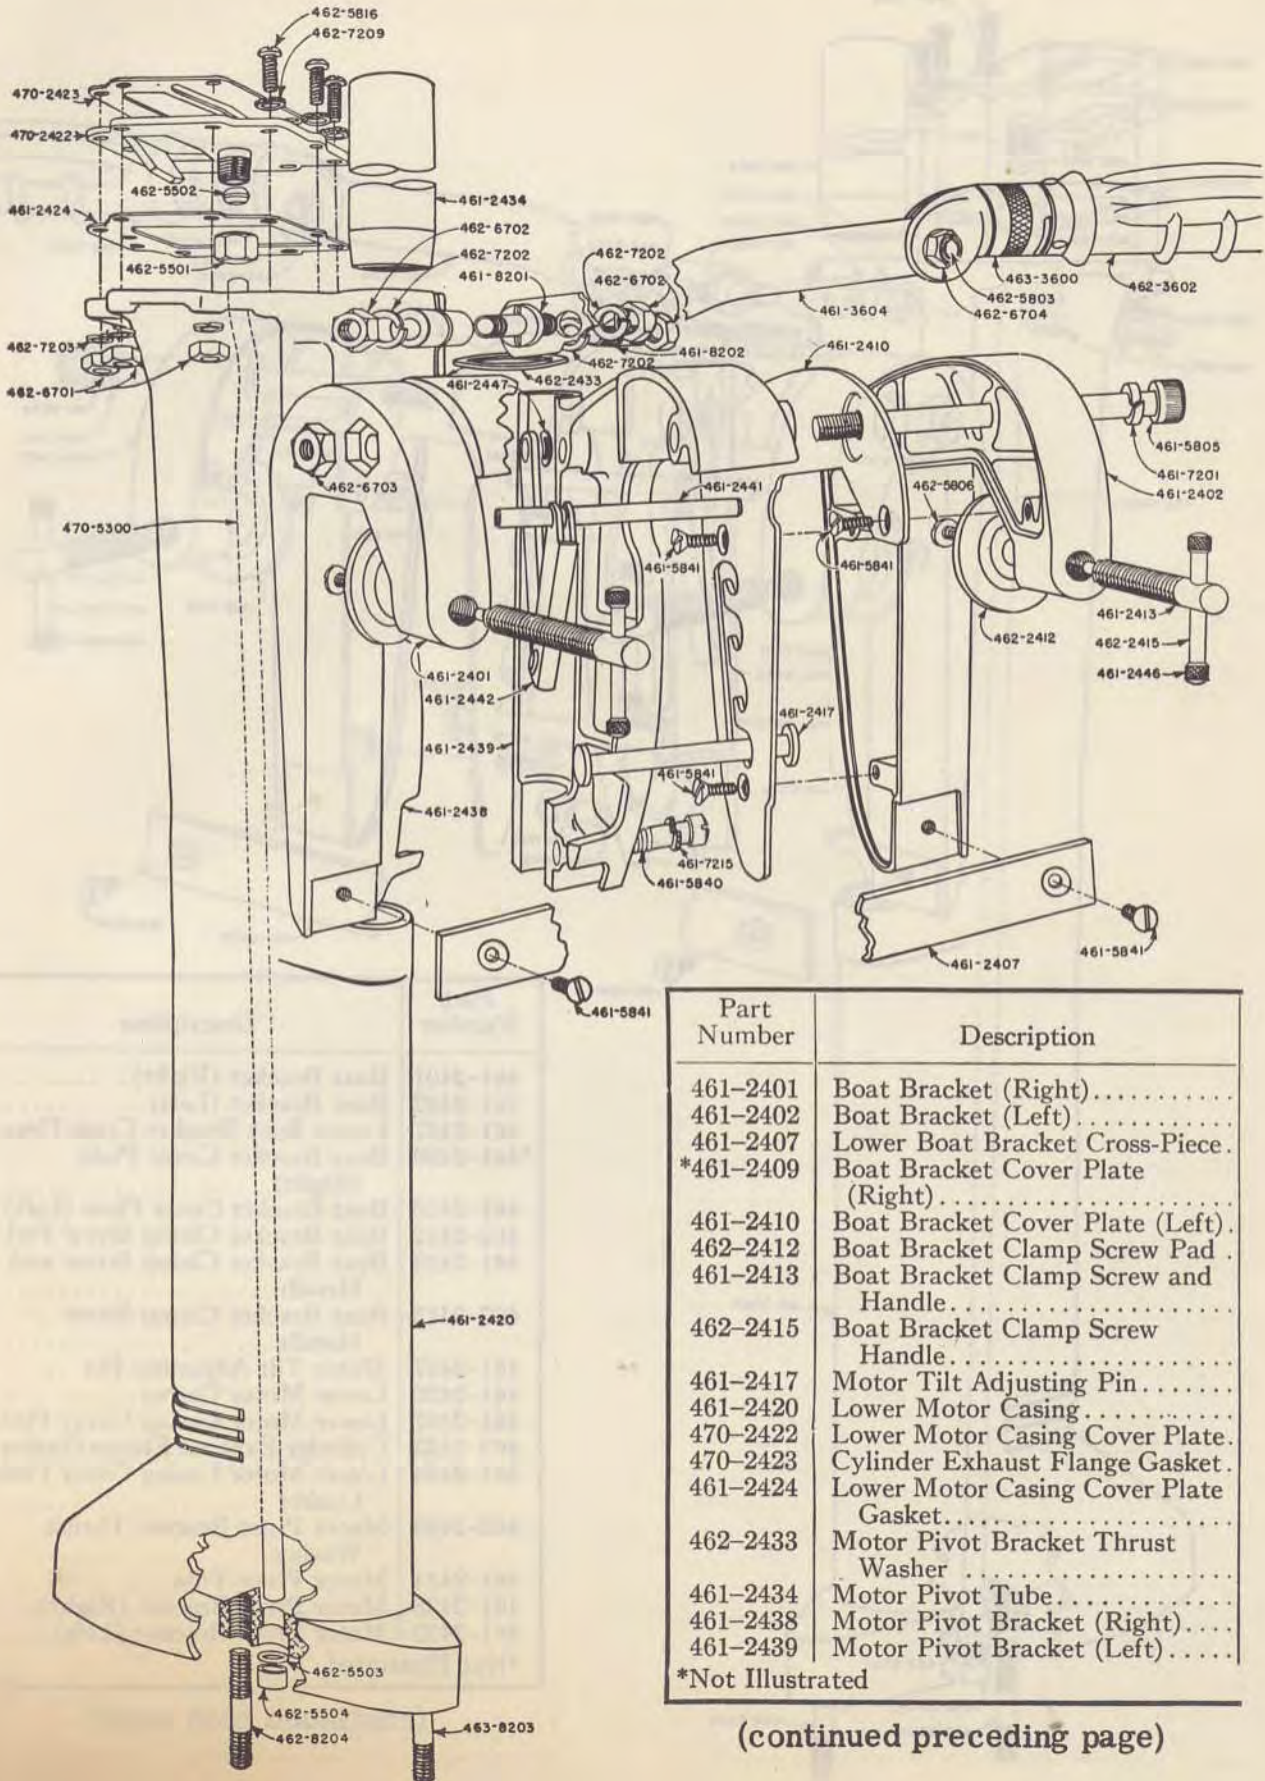 462-5816
462-7209
470-2423
470-2422
462-5502
461-2424
461-2434
462-6702
462-7202
462-7202
461-8201
462-6702
462-5501
463-3600
462-3602
462-5803
462-6704
461-3604
462-7203
461-8202
461-2410
462-7202
462-6701
461-2447
462-2433
461-5805
461-7201
461-2402
462-6703
461-2441
462-5806
470-5300
461-5841
461-5841
461-2413
462-2412
462-2415
461-2401
461-2446
461-2442
461-2417
461-2439
461-5841
461-2438
461-7215
461-5840
461-2407
461-5841
461-5841
461-2420
462-5503
462-5504
462-8204
463-8203
Part Number Description
461-2401 Boat Bracket (Right)...........
461-2402 Boat Bracket (Left)............
461-2407 Lower Boat Bracket Cross-Piece.
*461-2409 Boat Bracket Cover Plate
(Right)......................
461-2410 Boat Bracket Cover Plate (Left).
462-2412 Boat Bracket Clamp Screw Pad .
461-2413 Boat Bracket Clamp Screw and
Handle.....................
462-2415 Boat Bracket Clamp Screw
Handle.....................
461-2417 Motor Tilt Adjusting Pin.......
461-2420 Lower Motor Casing...........
470-2422 Lower Motor Casing Cover Plate.
470-2423 Cylinder Exhaust Flange Gasket.
461-2424 Lower Motor Casing Cover Plate
Gasket......................
462-2433 Motor Pivot Bracket Thrust
Washer ....................
461-2434 Motor Pivot Tube.............
461-2438 Motor Pivot Bracket (Right)....
461-2439 Motor Pivot Bracket (Left).....
*Not Illustrated
(continued preceding page)